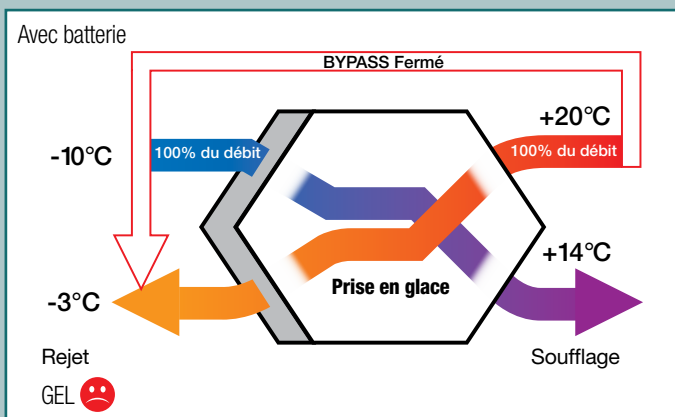 Avec batterie
BYPASS Fermé
+20°C
-10°C
100% du débit
100% du débit
+14°C
Prise en glace
-3°C
Rejet
Soufflage
GEL